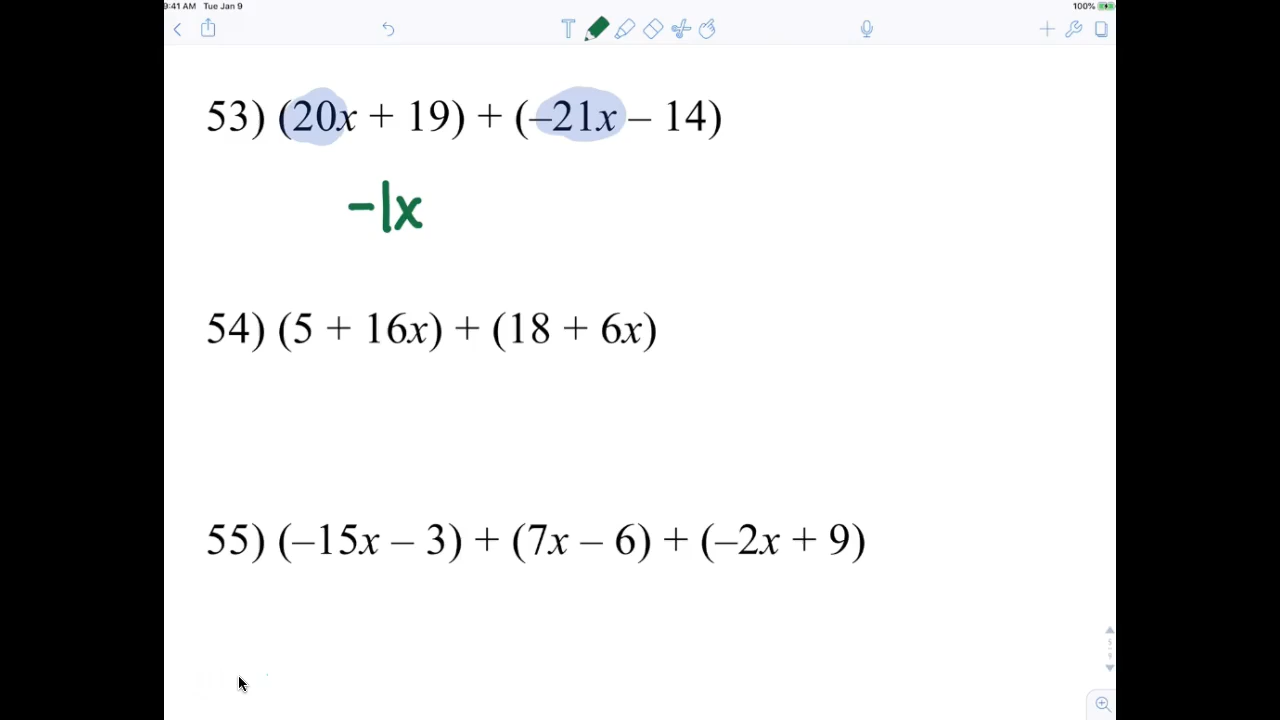 9:41 AM Tue Jan 9 100%
T
53) (20x + 19) + (–21x – 14)
-1x
54) (5 + 16x) + (18 + 6x)
55) (–15x – 3) + (7x – 6) + (–2x + 9)